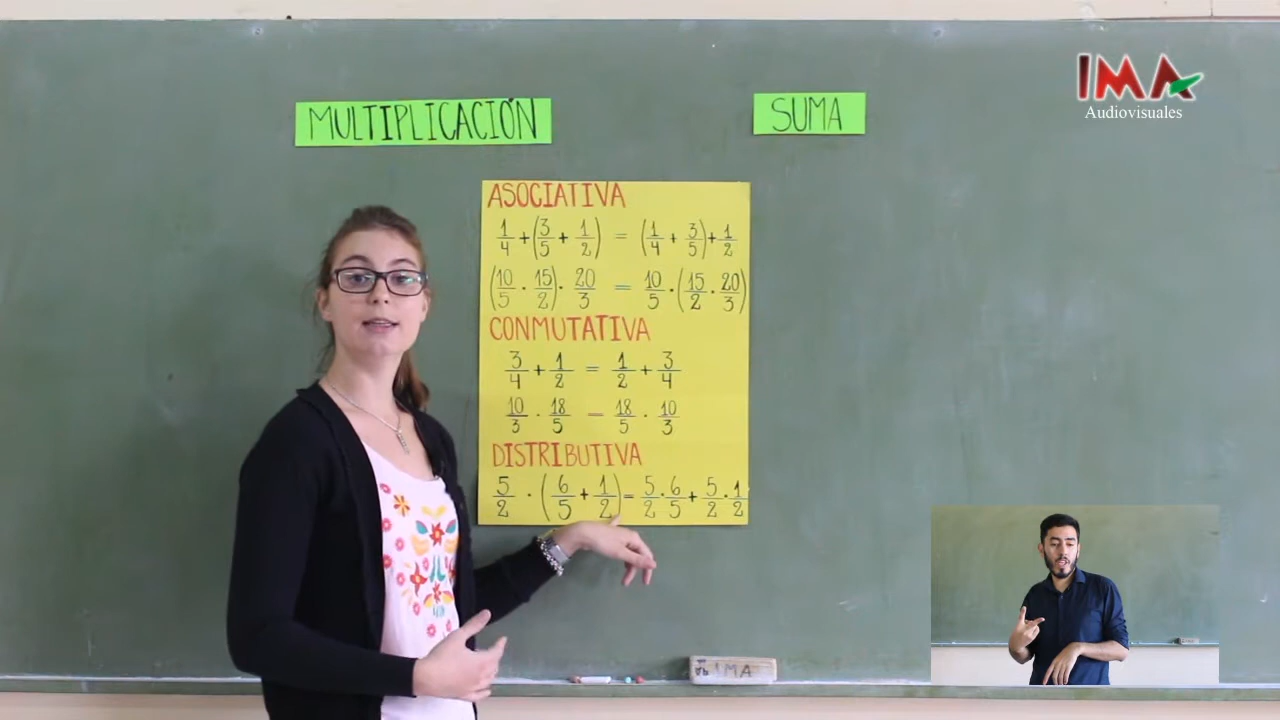 MULTIPLICACIÓN
SUMA
IMA
Audiovisuales
ASOCIATIVA
1/4 + (3/5 + 1/2) = (1/4 + 3/5) + 1/2
(10/5 · 15/2) · 20/3 = 10/5 · (15/2 · 20/3)
CONMUTATIVA
3/4 + 1/2 = 1/2 + 3/4
10/3 · 18/5 = 18/5 · 10/3
DISTRIBUTIVA
5/2 · (6/5 + 1/2) = 5/2 · 6/5 + 5/2 · 1/2
IMA